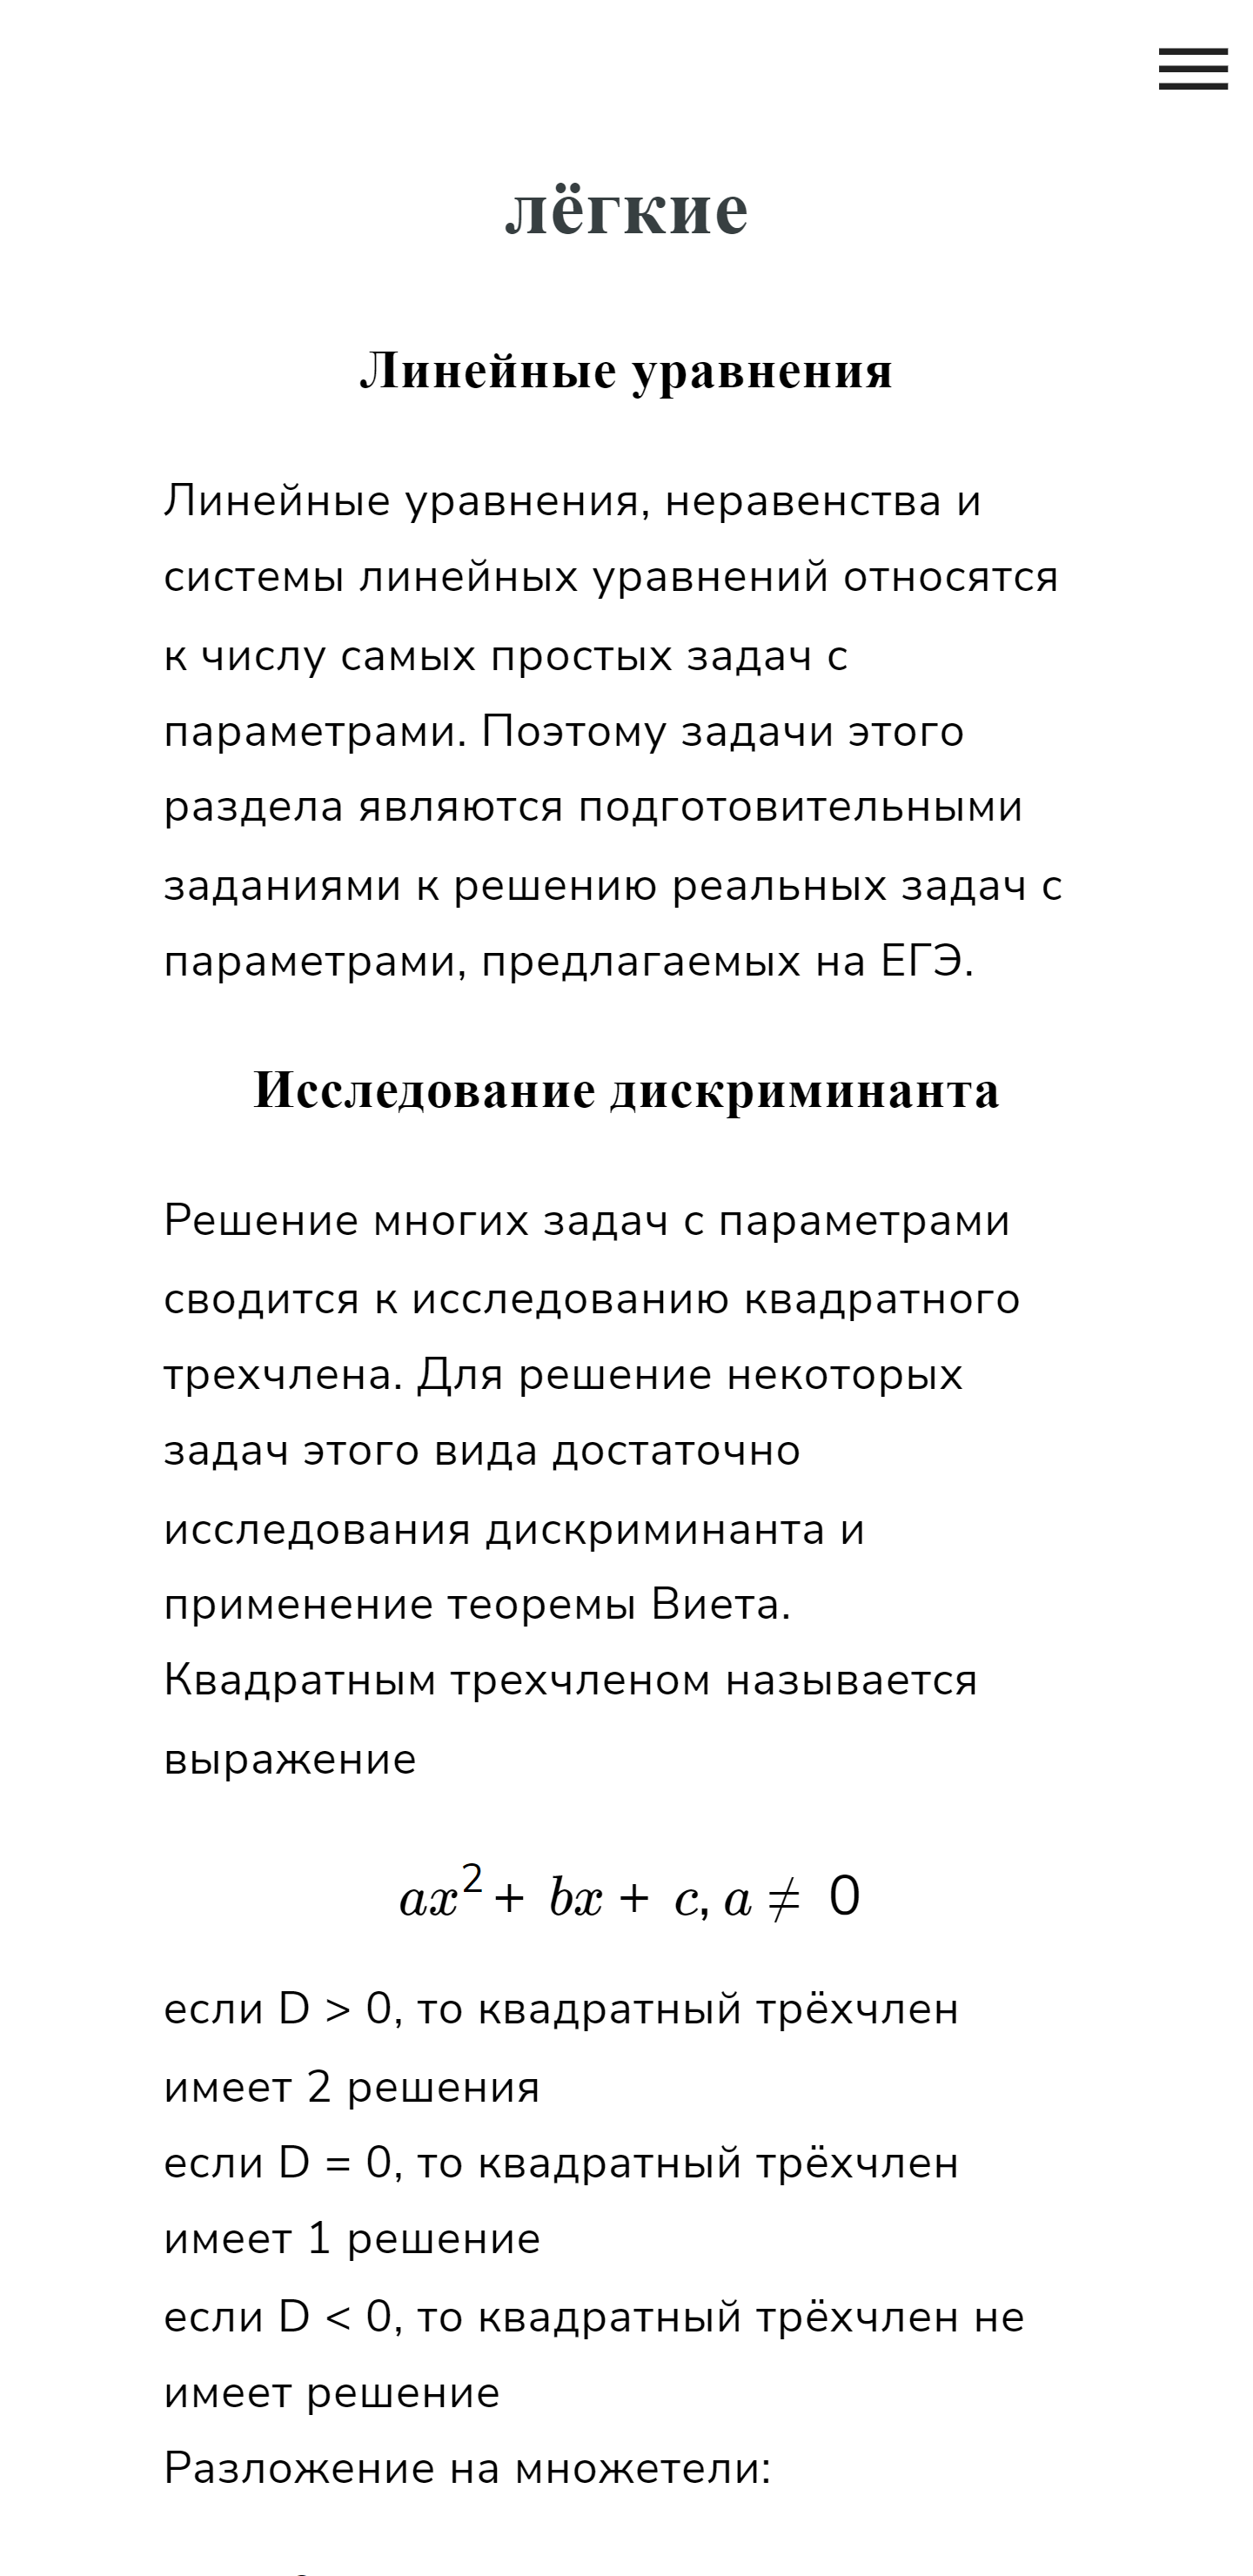 лёгкие
Линейные уравнения
Линейные уравнения, неравенства и
системы линейных уравнений относятся
к числу самых простых задач с
параметрами. Поэтому задачи этого
раздела являются подготовительными
заданиями к решению реальных задач с
параметрами, предлагаемых на ЕГЭ.
Исследование дискриминанта
Решение многих задач с параметрами
сводится к исследованию квадратного
трехчлена. Для решение некоторых
задач этого вида достаточно
исследования дискриминанта и
применение теоремы Виета.
Квадратным трехчленом называется
выражение
ax² + bx + c, a ≠ 0
если D > 0, то квадратный трёхчлен
имеет 2 решения
если D = 0, то квадратный трёхчлен
имеет 1 решение
если D < 0, то квадратный трёхчлен не
имеет решение
Разложение на множетели: